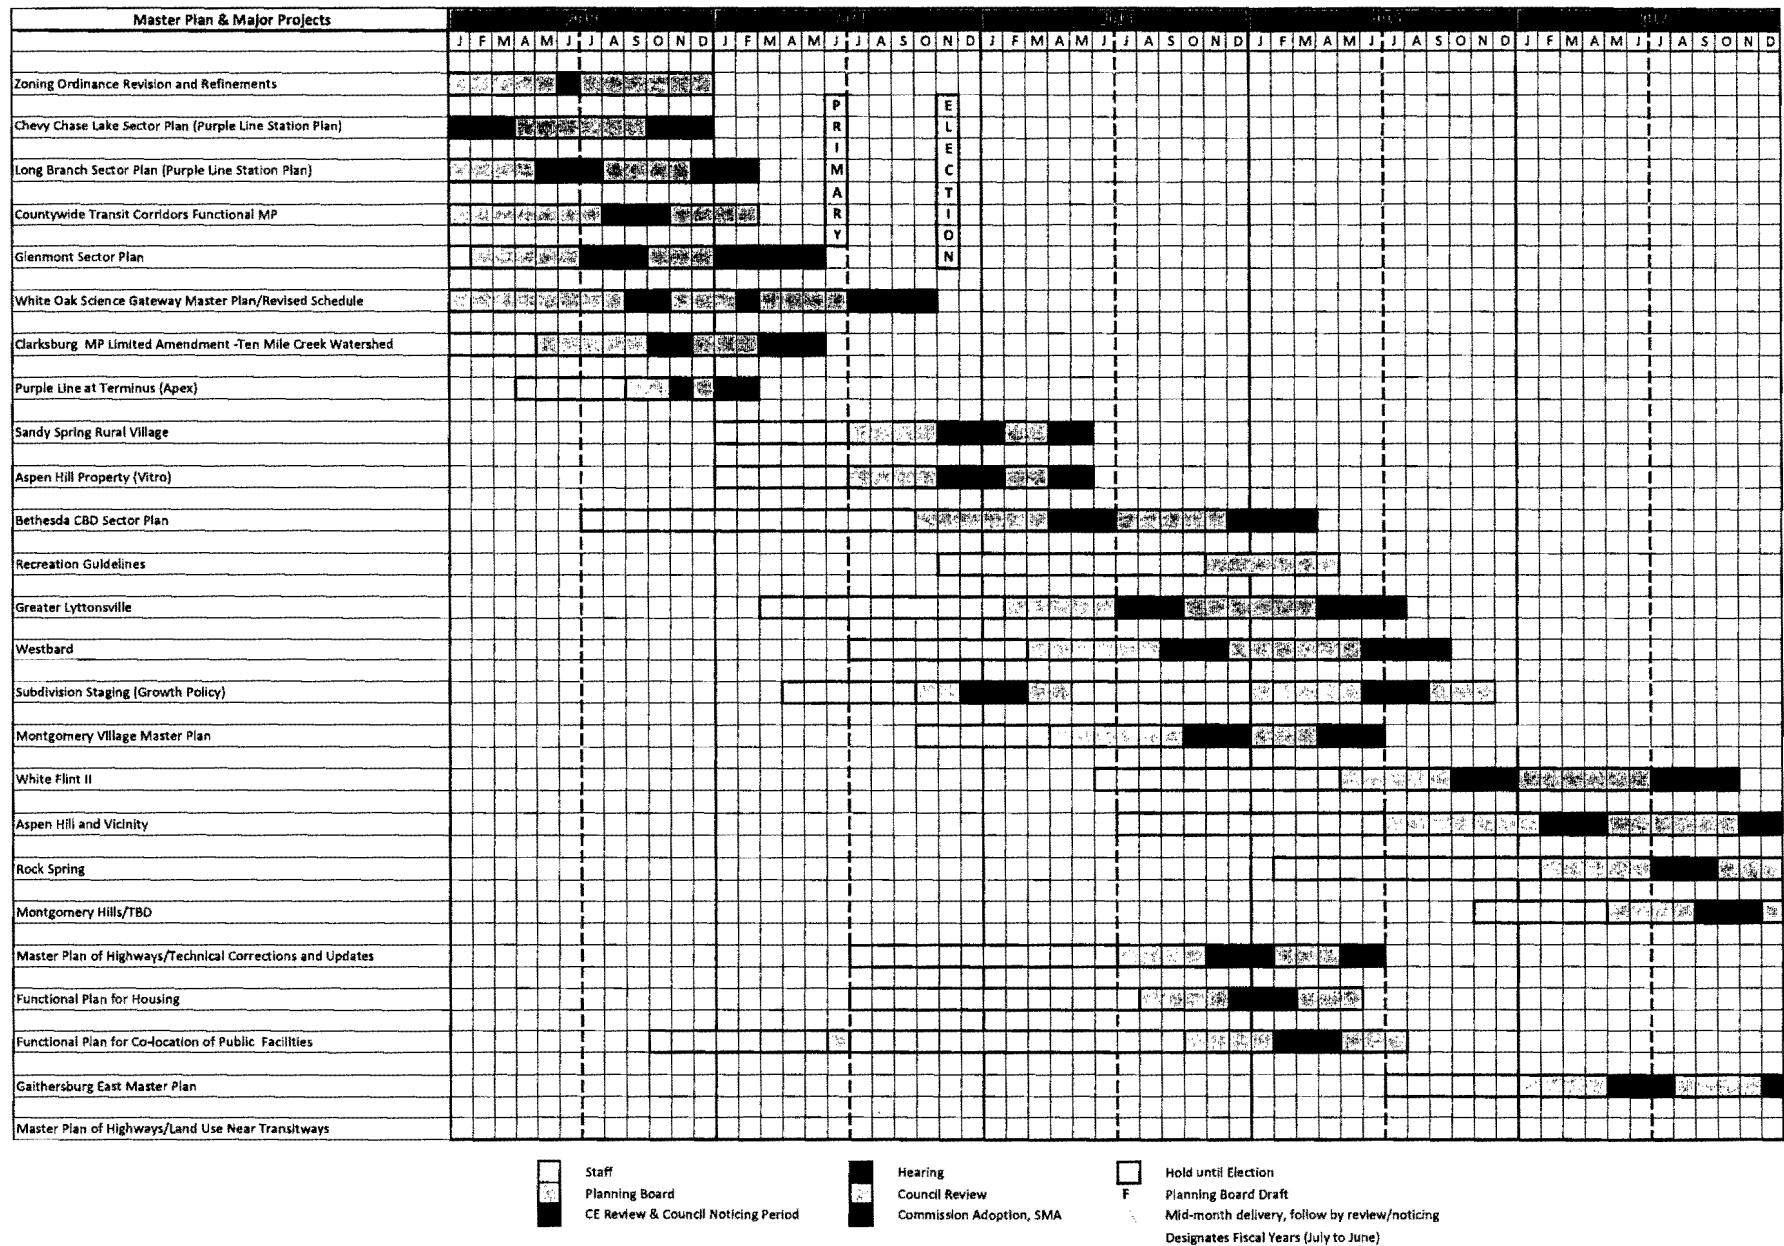 Master Plan & Major Projects
J F M A M J J A S O N D J F M A M J J A S O N D J F M A M J J A S O N D J F M A M J J A S O N D J F M A M J J A S O N D
Zoning Ordinance Revision and Refinements
Chevy Chase Lake Sector Plan (Purple Line Station Plan)
Long Branch Sector Plan (Purple Line Station Plan)
Countywide Transit Corridors Functional MP
Glenmont Sector Plan
PRIMARY
ELECTION
White Oak Science Gateway Master Plan/Revised Schedule
Clarksburg MP Limited Amendment -Ten Mile Creek Watershed
Purple Line at Terminus (Apex)
Sandy Spring Rural Village
Aspen Hill Property (Vitro)
Bethesda CBD Sector Plan
Recreation Guidelines
Greater Lyttonsville
Westbard
Subdivision Staging (Growth Policy)
Montgomery Village Master Plan
White Flint II
Aspen Hill and Vicinity
Rock Spring
Montgomery Hills/TBD
Master Plan of Highways/Technical Corrections and Updates
Functional Plan for Housing
Functional Plan for Co-location of Public Facilities
Gaithersburg East Master Plan
Master Plan of Highways/Land Use Near Transitways
Staff
Planning Board
CE Review & Council Noticing Period
Hearing
Council Review
Commission Adoption, SMA
Hold until Election
F Planning Board Draft
Mid-month delivery, follow by review/noticing
Designates Fiscal Years (July to June)